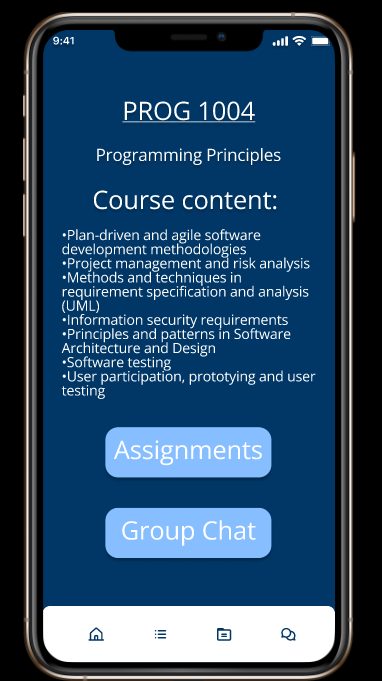 9:41
PROG 1004
Programming Principles
Course content:
•Plan-driven and agile software
development methodologies
•Project management and risk analysis
•Methods and techniques in
requirement specification and analysis
(UML)
•Information security requirements
•Principles and patterns in Software
Architecture and Design
•Software testing
•User participation, prototying and user
testing
Assignments
Group Chat